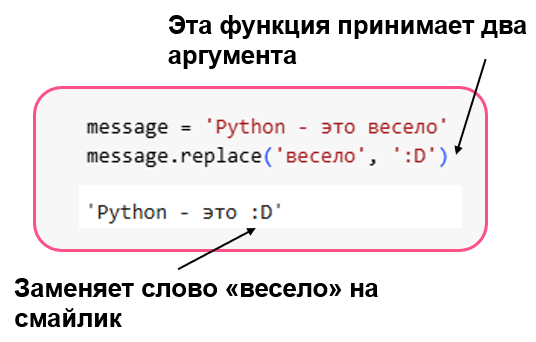 Эта функция принимает два
аргумента
message = 'Python - это весело'
message.replace('весело', ':D')
'Python - это :D'
Заменяет слово «весело» на
смайлик